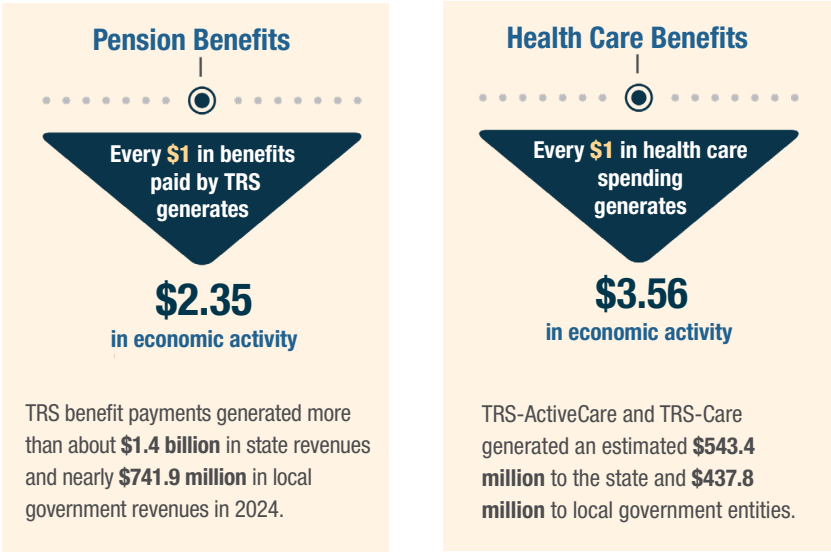 Pension Benefits
Every $1 in benefits
paid by TRS
generates
$2.35
in economic activity
TRS benefit payments generated more
than about $1.4 billion in state revenues
and nearly $741.9 million in local
government revenues in 2024.
Health Care Benefits
Every $1 in health care
spending
generates
$3.56
in economic activity
TRS-ActiveCare and TRS-Care
generated an estimated $543.4
million to the state and $437.8
million to local government entities.